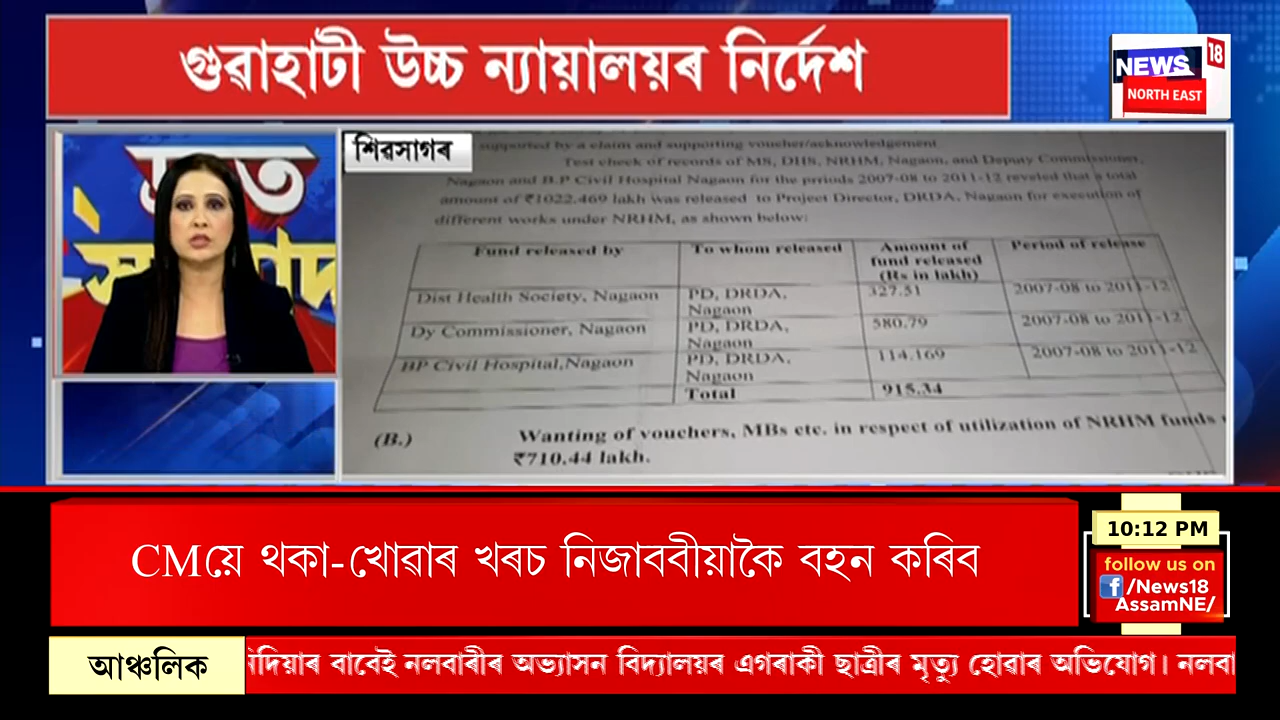 গুৱাহাটী উচ্চ ন্যায়ালয়ৰ নিৰ্দেশ
NEWS 18
NORTH EAST
শিৱসাগৰ
supported by a claim and supporting voucher/acknowledgement
Test check of records of MS, DHS, NRHM, Nagaon, and Deputy Commissioner,
Nagaon and B.P Civil Hospital Nagaon for the prriods 2007-08 to 2011-12 reveled that a total
amount of ₹1022.469 lakh was released to Project Director, DRDA, Nagaon for execution of
different works under NRHM, as shown below:
Fund released by To whom released Amount of fund released (Rs in lakh) Period of release
Dist Health Society, Nagaon PD, DRDA, Nagaon 327.51 2007-08 to 2011-12
Dy Commissioner, Nagaon PD, DRDA, Nagaon 580.79 2007-08 to 2011-12
BP Civil Hospital,Nagaon PD, DRDA, Nagaon 114.169 2007-08 to 2011-12
Total 915.34
(B.) Wanting of vouchers, MBs etc. in respect of utilization of NRHM funds
₹710.44 lakh.
CMয়ে থকা-খোৱাৰ খৰচ নিজাববীয়াকৈ বহন কৰিব
10:12 PM
follow us on
f/News18
AssamNE/
আঞ্চলিক
নিদিয়াৰ বাবেই নলবাৰীৰ অভ্যাসন বিদ্যালয়ৰ এগৰাকী ছাত্ৰীৰ মৃত্যু হোৱাৰ অভিযোগ। নলবা